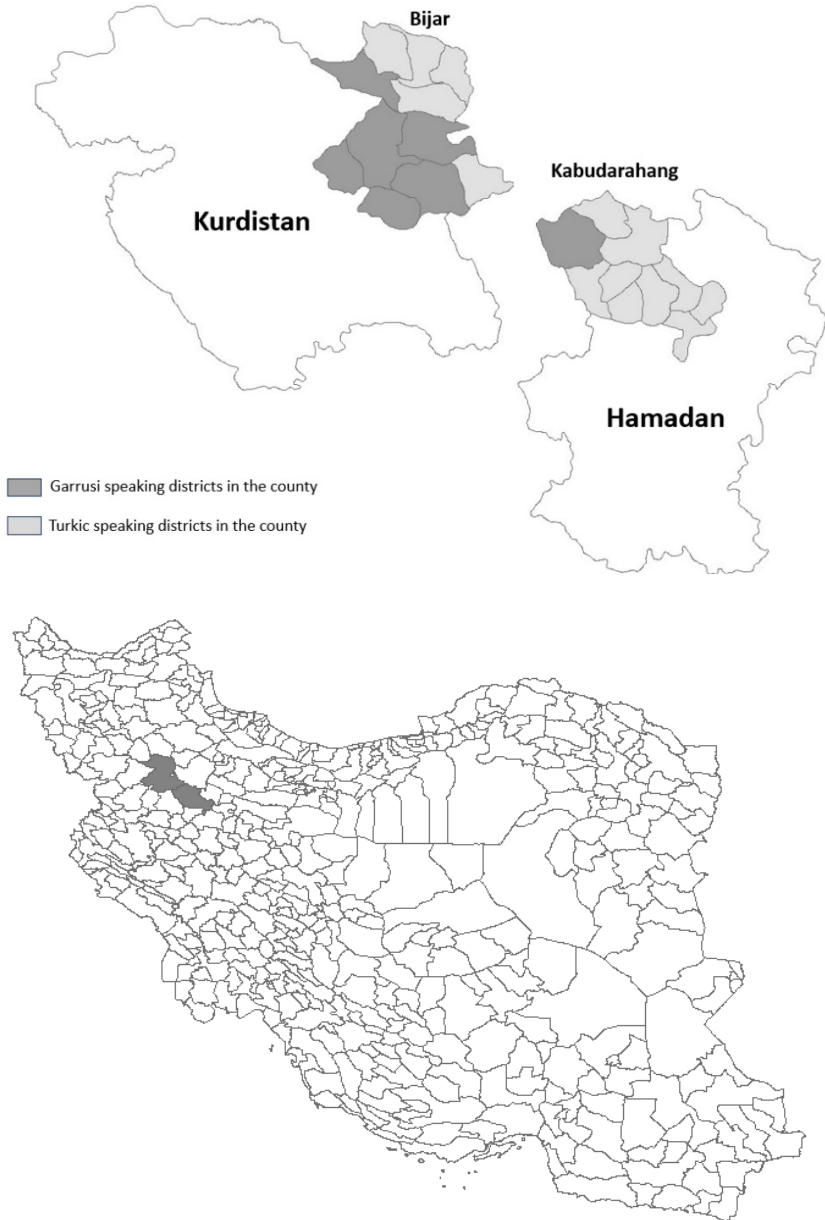 Bijar
Kabudarahang
Kurdistan
Hamadan
Garrusi speaking districts in the county
Turkic speaking districts in the county